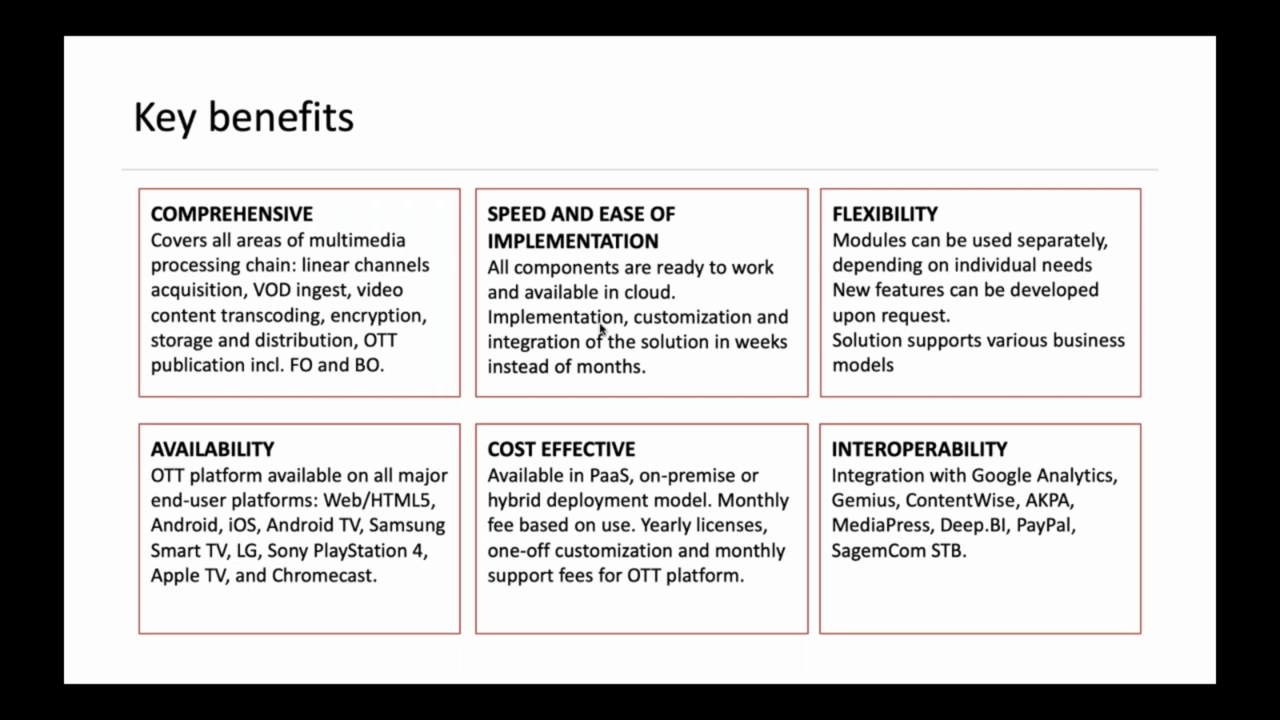 Key benefits
COMPREHENSIVE
Covers all areas of multimedia
processing chain: linear channels
acquisition, VOD ingest, video
content transcoding, encryption,
storage and distribution, OTT
publication incl. FO and BO.
SPEED AND EASE OF
IMPLEMENTATION
All components are ready to work
and available in cloud.
Implementation, customization and
integration of the solution in weeks
instead of months.
FLEXIBILITY
Modules can be used separately,
depending on individual needs
New features can be developed
upon request.
Solution supports various business
models
AVAILABILITY
OTT platform available on all major
end-user platforms: Web/HTML5,
Android, iOS, Android TV, Samsung
Smart TV, LG, Sony PlayStation 4,
Apple TV, and Chromecast.
COST EFFECTIVE
Available in PaaS, on-premise or
hybrid deployment model. Monthly
fee based on use. Yearly licenses,
one-off customization and monthly
support fees for OTT platform.
INTEROPERABILITY
Integration with Google Analytics,
Gemius, ContentWise, AKPA,
MediaPress, Deep.BI, PayPal,
SagemCom STB.